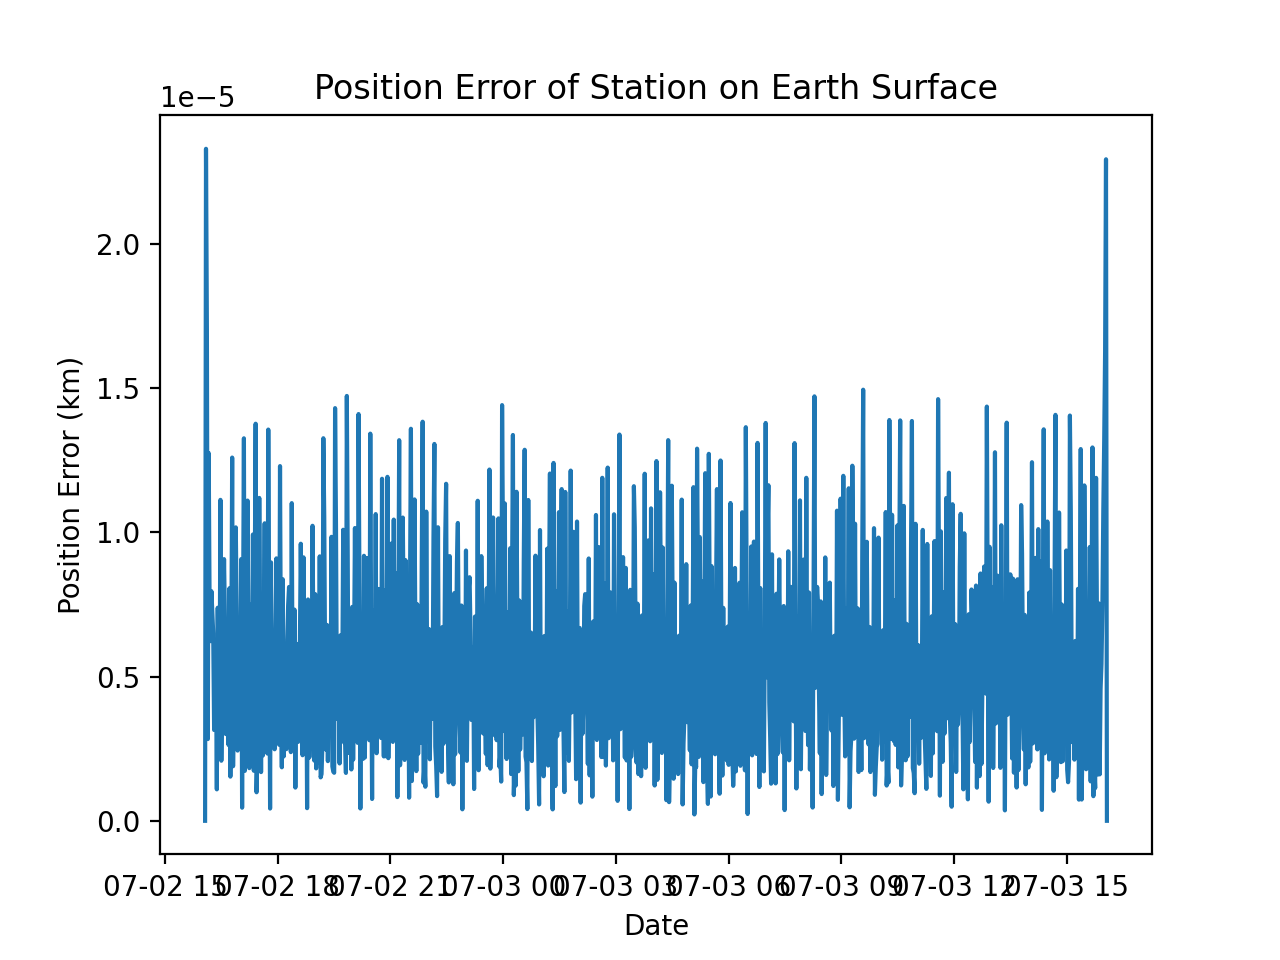 Position Error of Station on Earth Surface
1e−5
2.0
1.5
1.0
0.5
0.0
Position Error (km)
07-02 15 07-02 18 07-02 21 07-03 00 07-03 03 07-03 06 07-03 09 07-03 12 07-03 15
Date